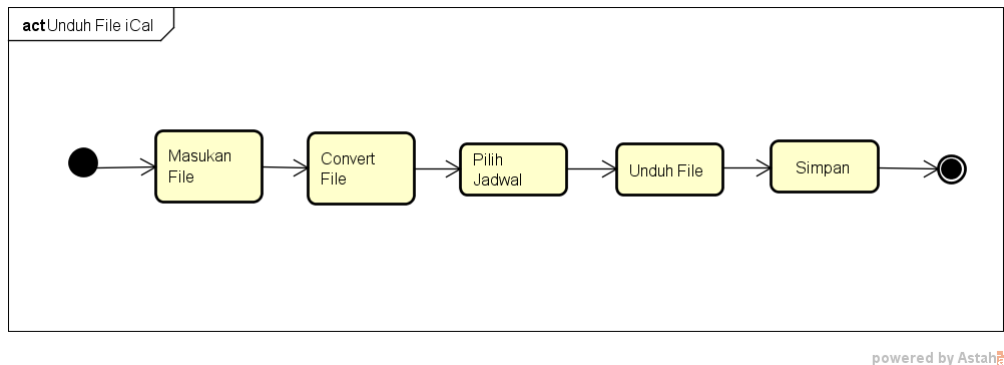 act Unduh File iCal
Masukan
File
Convert
File
Pilih
Jadwal
Unduh File
Simpan
powered by Astah